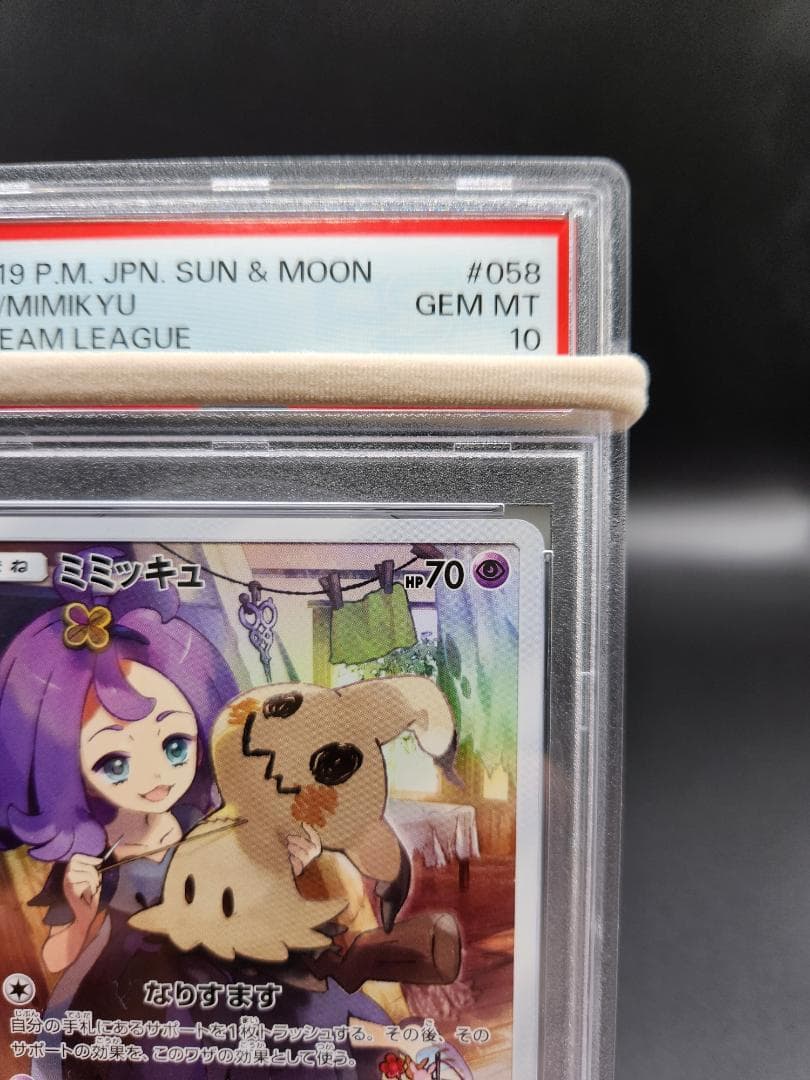 19 P.M. JPN. SUN & MOON #058
/MIMIKYU GEM MT
EAM LEAGUE 10
ね ミミッキュ HP70
なりすます
自分の手札にあるサポートを1枚トラッシュする。その後、その
サポートの効果を、このワザの効果として使う。